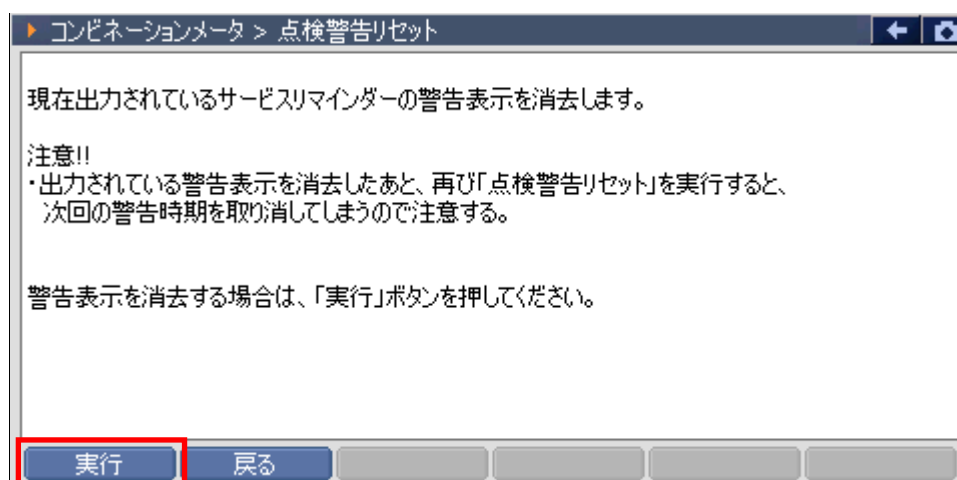 コンビネーションメータ > 点検警告リセット
現在出力されているサービスリマインダーの警告表示を消去します。
注意!!
・出力されている警告表示を消去したあと、再び「点検警告リセット」を実行すると、
次回の警告時期を取り消してしまうので注意する。
警告表示を消去する場合は、「実行」ボタンを押してください。
実行 戻る